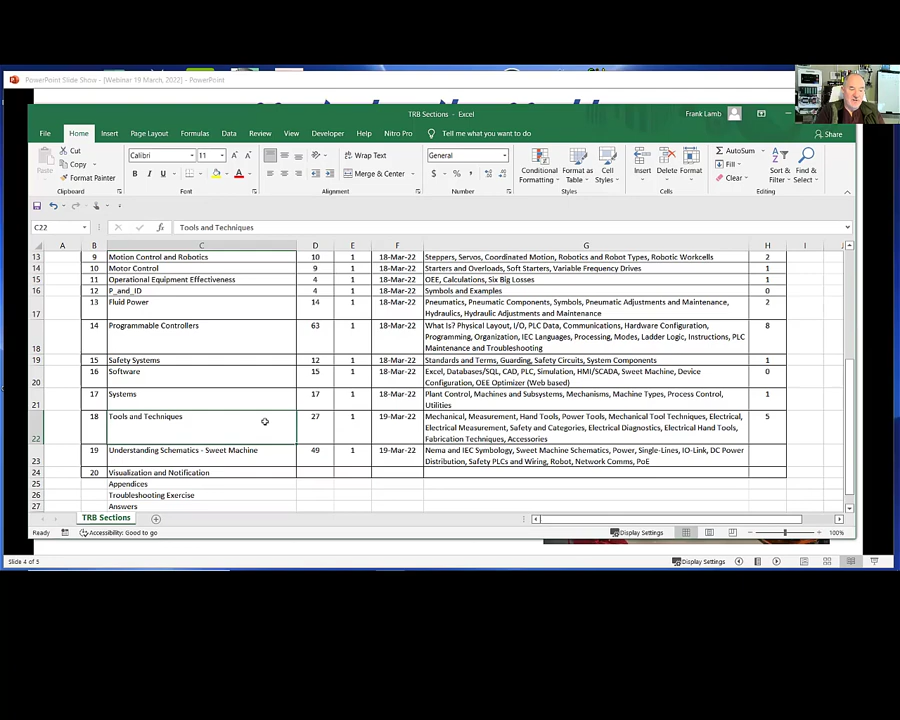 PowerPoint Slide Show - [Webinar 19 March, 2022] - PowerPoint
TRB Sections - Excel
Frank Lamb
File Home Insert Page Layout Formulas Data Review View Developer Help Nitro Pro Tell me what you want to do Share
Paste
Cut
Copy
Format Painter
Calibri 11
B I U
Wrap Text
Merge & Center
General
$ % ,
Conditional Formatting
Format as Table
Cell Styles
Insert Delete Format
AutoSum
Fill
Clear
Sort & Filter
Find & Select
Clipboard Font Alignment Number Styles Cells Editing
C22 fx Tools and Techniques
A B C D E F G H I J
13 9 Motion Control and Robotics 10 1 18-Mar-22 Steppers, Servos, Coordinated Motion, Robotics and Robot Types, Robotic Workcells 2
14 10 Motor Control 9 1 18-Mar-22 Starters and Overloads, Soft Starters, Variable Frequency Drives 1
15 11 Operational Equipment Effectiveness 4 1 18-Mar-22 OEE, Calculations, Six Big Losses 1
16 12 P_and_ID 4 1 18-Mar-22 Symbols and Examples 0
13 Fluid Power 14 1 18-Mar-22 Pneumatics, Pneumatic Components, Symbols, Pneumatic Adjustments and Maintenance, 2
17 Hydraulics, Hydraulic Adjustments and Maintenance
14 Programmable Controllers 63 1 18-Mar-22 What Is? Physical Layout, I/O, PLC Data, Communications, Hardware Configuration, 8
Programming, Organization, IEC Languages, Processing, Modes, Ladder Logic, Instructions, PLC
18 Maintenance and Troubleshooting
19 15 Safety Systems 12 1 18-Mar-22 Standards and Terms, Guarding, Safety Circuits, System Components 1
16 Software 15 1 18-Mar-22 Excel, Databases/SQL, CAD, PLC, Simulation, HMI/SCADA, Sweet Machine, Device 0
20 Configuration, OEE Optimizer (Web based)
17 Systems 17 1 18-Mar-22 Plant Control, Machines and Subsystems, Mechanisms, Machine Types, Process Control, 1
21 Utilities
18 Tools and Techniques 27 1 19-Mar-22 Mechanical, Measurement, Hand Tools, Power Tools, Mechanical Tool Techniques, Electrical, 5
Electrical Measurement, Safety and Categories, Electrical Diagnostics, Electrical Hand Tools,
22 Fabrication Techniques, Accessories
19 Understanding Schematics - Sweet Machine 49 1 19-Mar-22 Nema and IEC Symbology, Sweet Machine Schematics, Power, Single-Lines, IO-Link, DC Power
23 Distribution, Safety PLCs and Wiring, Robot, Network Comms, PoE
24 20 Visualization and Notification
25 Appendices
26 Troubleshooting Exercise
27 Answers
TRB Sections
Ready Accessibility: Good to go Display Settings 100%
Slide 4 of 5 Display Settings